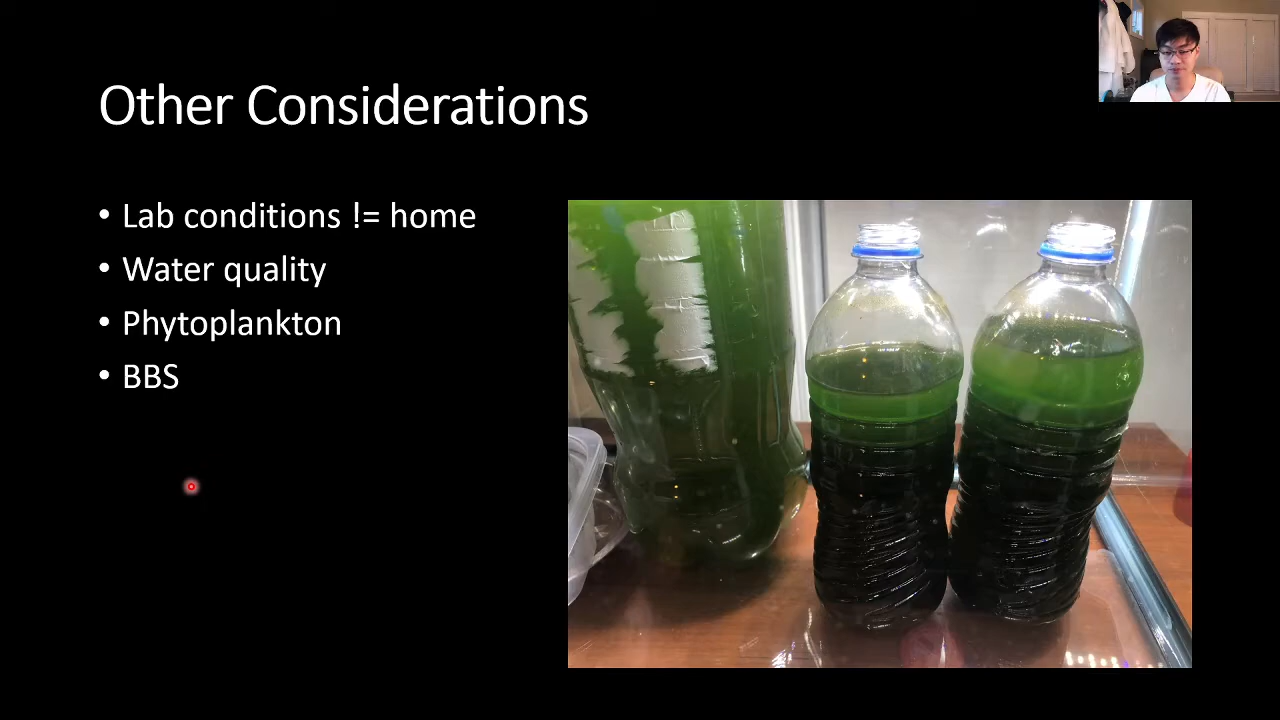 Other Considerations
• Lab conditions != home
• Water quality
• Phytoplankton
• BBS